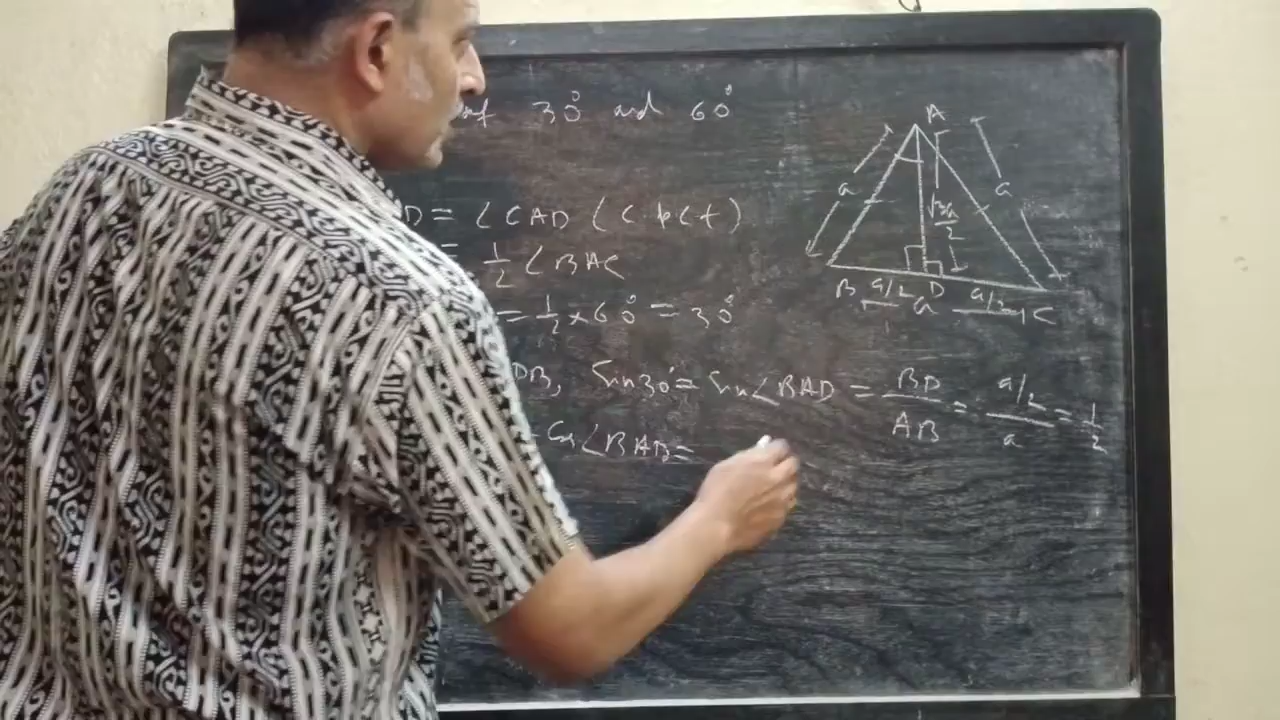 of 30° and 60°
D = ∠CAD (c.p.c.t)
= 1/2 ∠BAC
= 1/2 × 60° = 30°
DB, Sin30° = Sin∠BAD = BD/AB = a/2/a = 1/2
= Cos∠BAD =
A
a
a
√3a/2
B a/2 D a/2 C
a